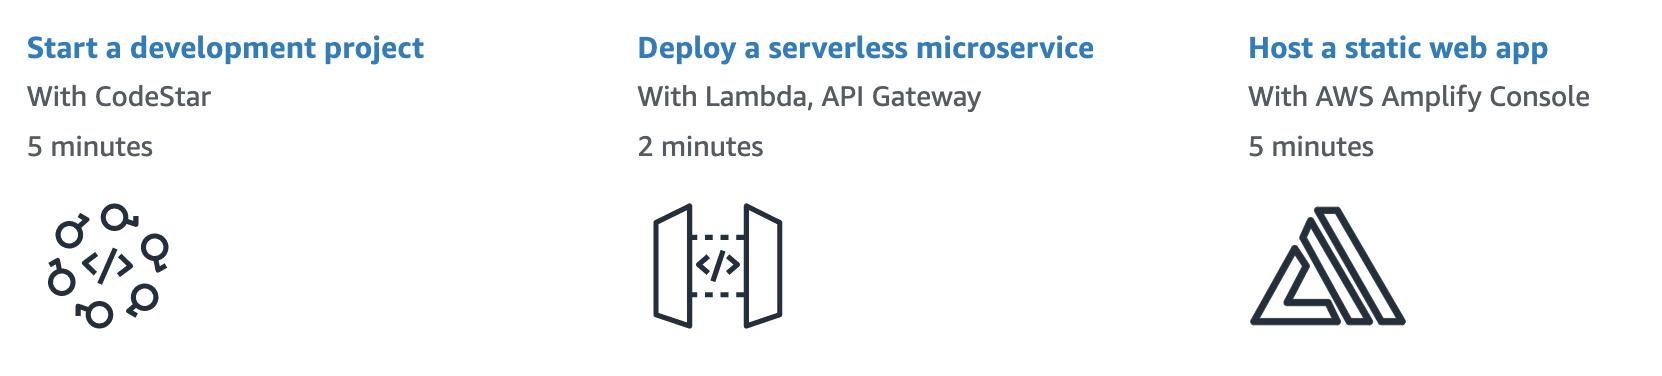 Start a development project
With CodeStar
5 minutes
</>
Deploy a serverless microservice
With Lambda, API Gateway
2 minutes
</>
Host a static web app
With AWS Amplify Console
5 minutes